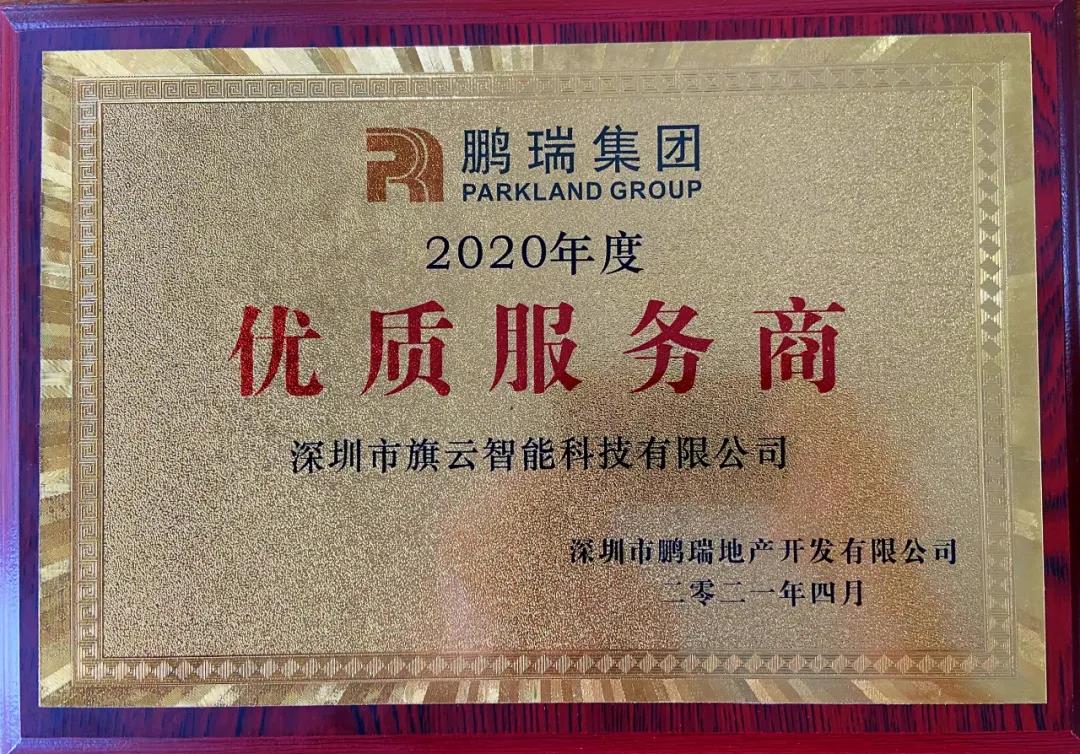 鹏瑞集团
PARKLAND GROUP
2020年度
优质服务商
深圳市旗云智能科技有限公司
深圳市鹏瑞地产开发有限公司
二零二一年四月